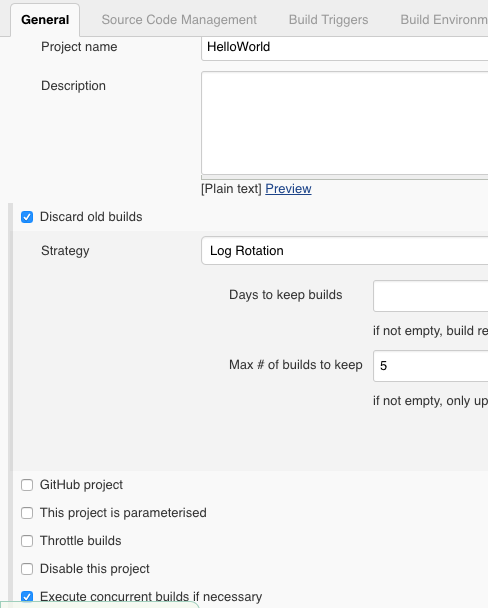 General Source Code Management Build Triggers Build Environm
Project name HelloWorld
Description
[Plain text] Preview
Discard old builds
Strategy Log Rotation
Days to keep builds
if not empty, build re
Max # of builds to keep 5
if not empty, only up
GitHub project
This project is parameterised
Throttle builds
Disable this project
Execute concurrent builds if necessary